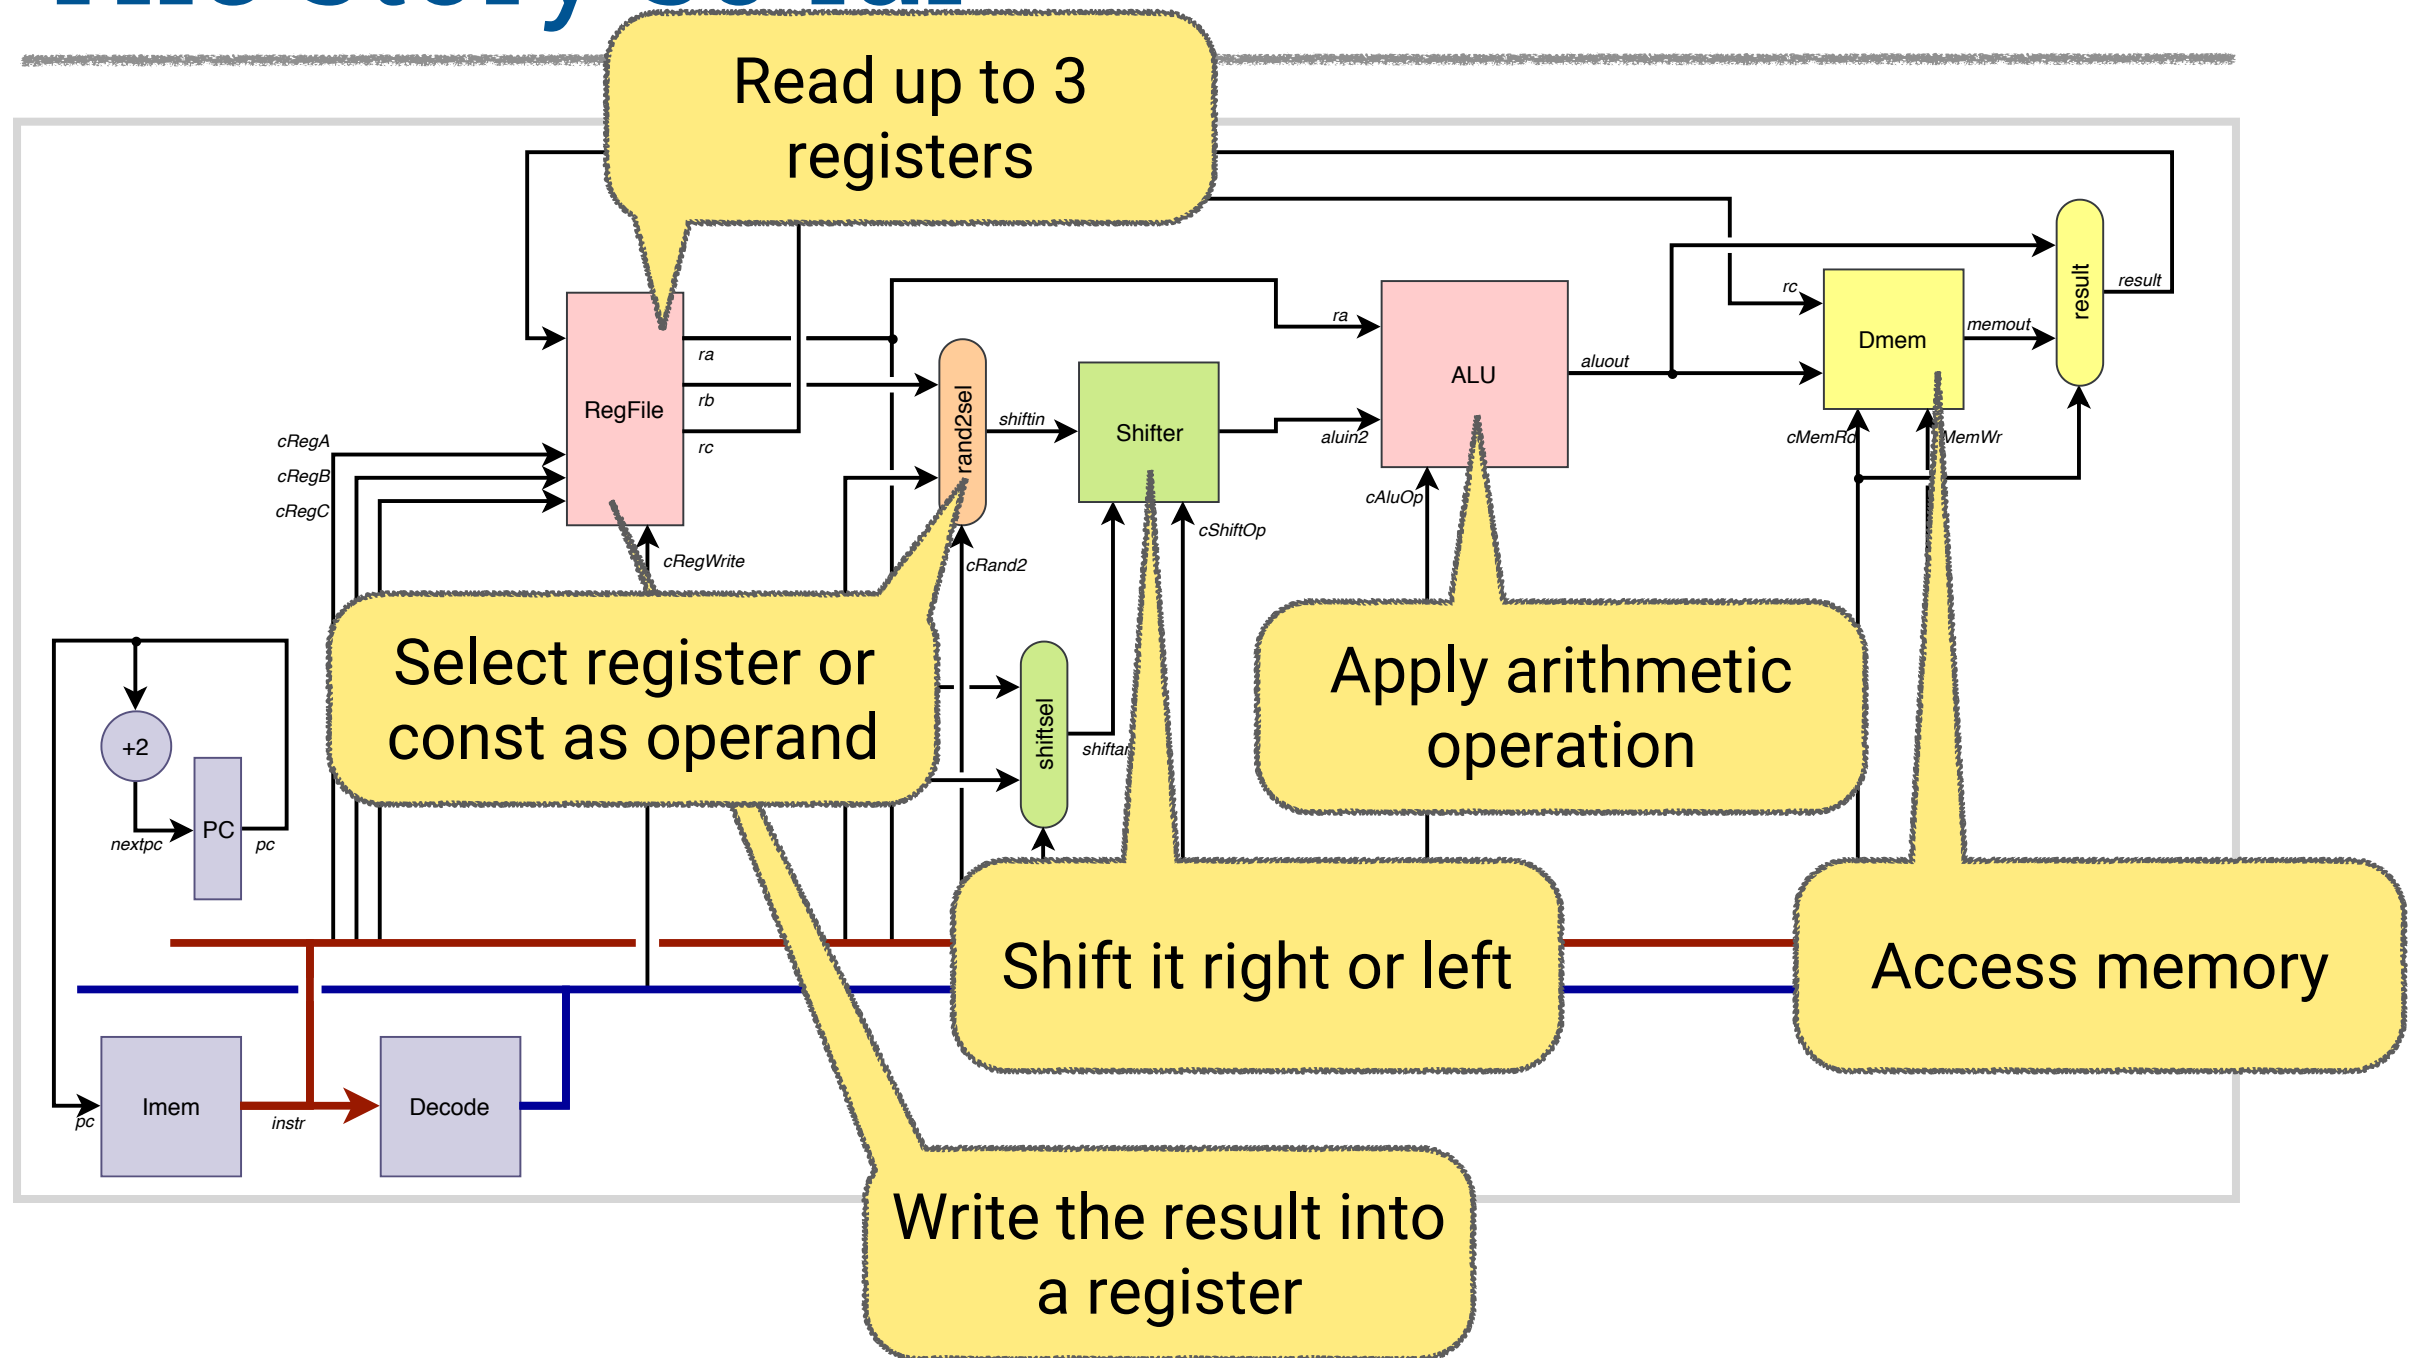 Read up to 3
registers
result
result
rc
Dmem
memout
ra
ALU
aluout
RegFile
ra
rb
rc
rand2sel
shiftin
Shifter
aluin2
cMemRd
MemWr
cRegA
cRegB
cRegC
cAluOp
cShiftOp
cRegWrite
cRand2
Select register or
const as operand
shiftsel
Apply arithmetic
operation
+2
PC
nextpc
pc
Shift it right or left
Access memory
Imem
Decode
pc
instr
Write the result into
a register